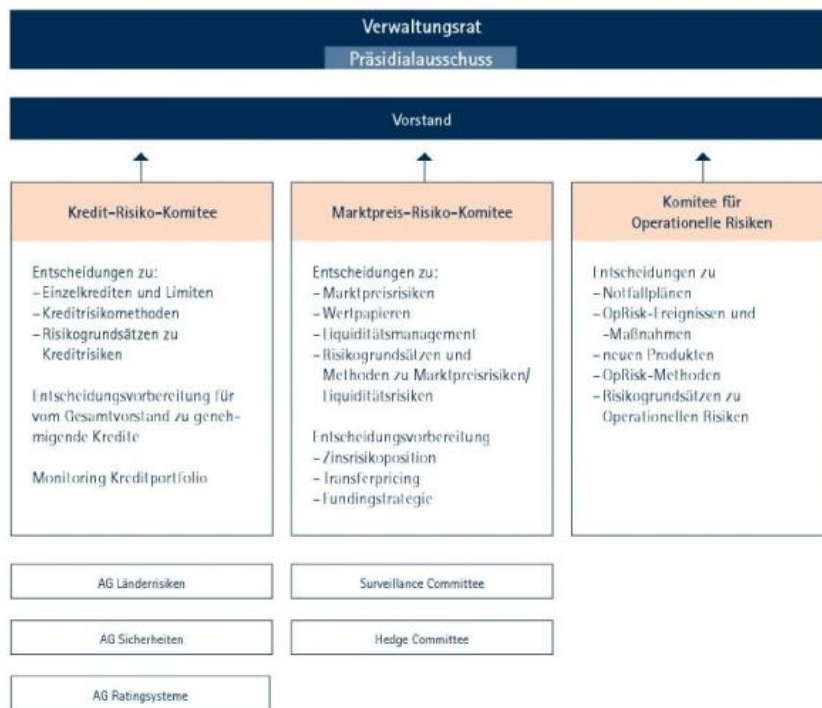 Verwaltungsrat
Präsidialausschuss
Vorstand
Kredit-Risiko-Komitee
Entscheidungen zu:
– Einzelkrediten und Limiten
– Kreditrisikomethoden
– Risikogrundsätzen zu
Kreditrisiken
Entscheidungsvorbereitung für
vom Gesamtvorstand zu geneh-
migende Kredite
Monitoring Kreditportfolio
AG Länderrisiken
AG Sicherheiten
AG Ratingsysteme
Marktpreis-Risiko-Komitee
Entscheidungen zu:
– Marktpreisrisiken
– Wertpapieren
– Liquiditätsmanagement
– Risikogrundsätzen und
Methoden zu Marktpreisrisiken/
Liquiditätsrisiken
Entscheidungsvorbereitung
– Zinsrisikoposition
– Transferpricing
– Fundingstrategie
Surveillance Committee
Hedge Committee
Komitee für
Operationelle Risiken
Entscheidungen zu
– Notfallplänen
– OpRisk-Ereignissen und
-Maßnahmen
– neuen Produkten
– OpRisk-Methoden
– Risikogrundsätzen zu
Operationellen Risiken